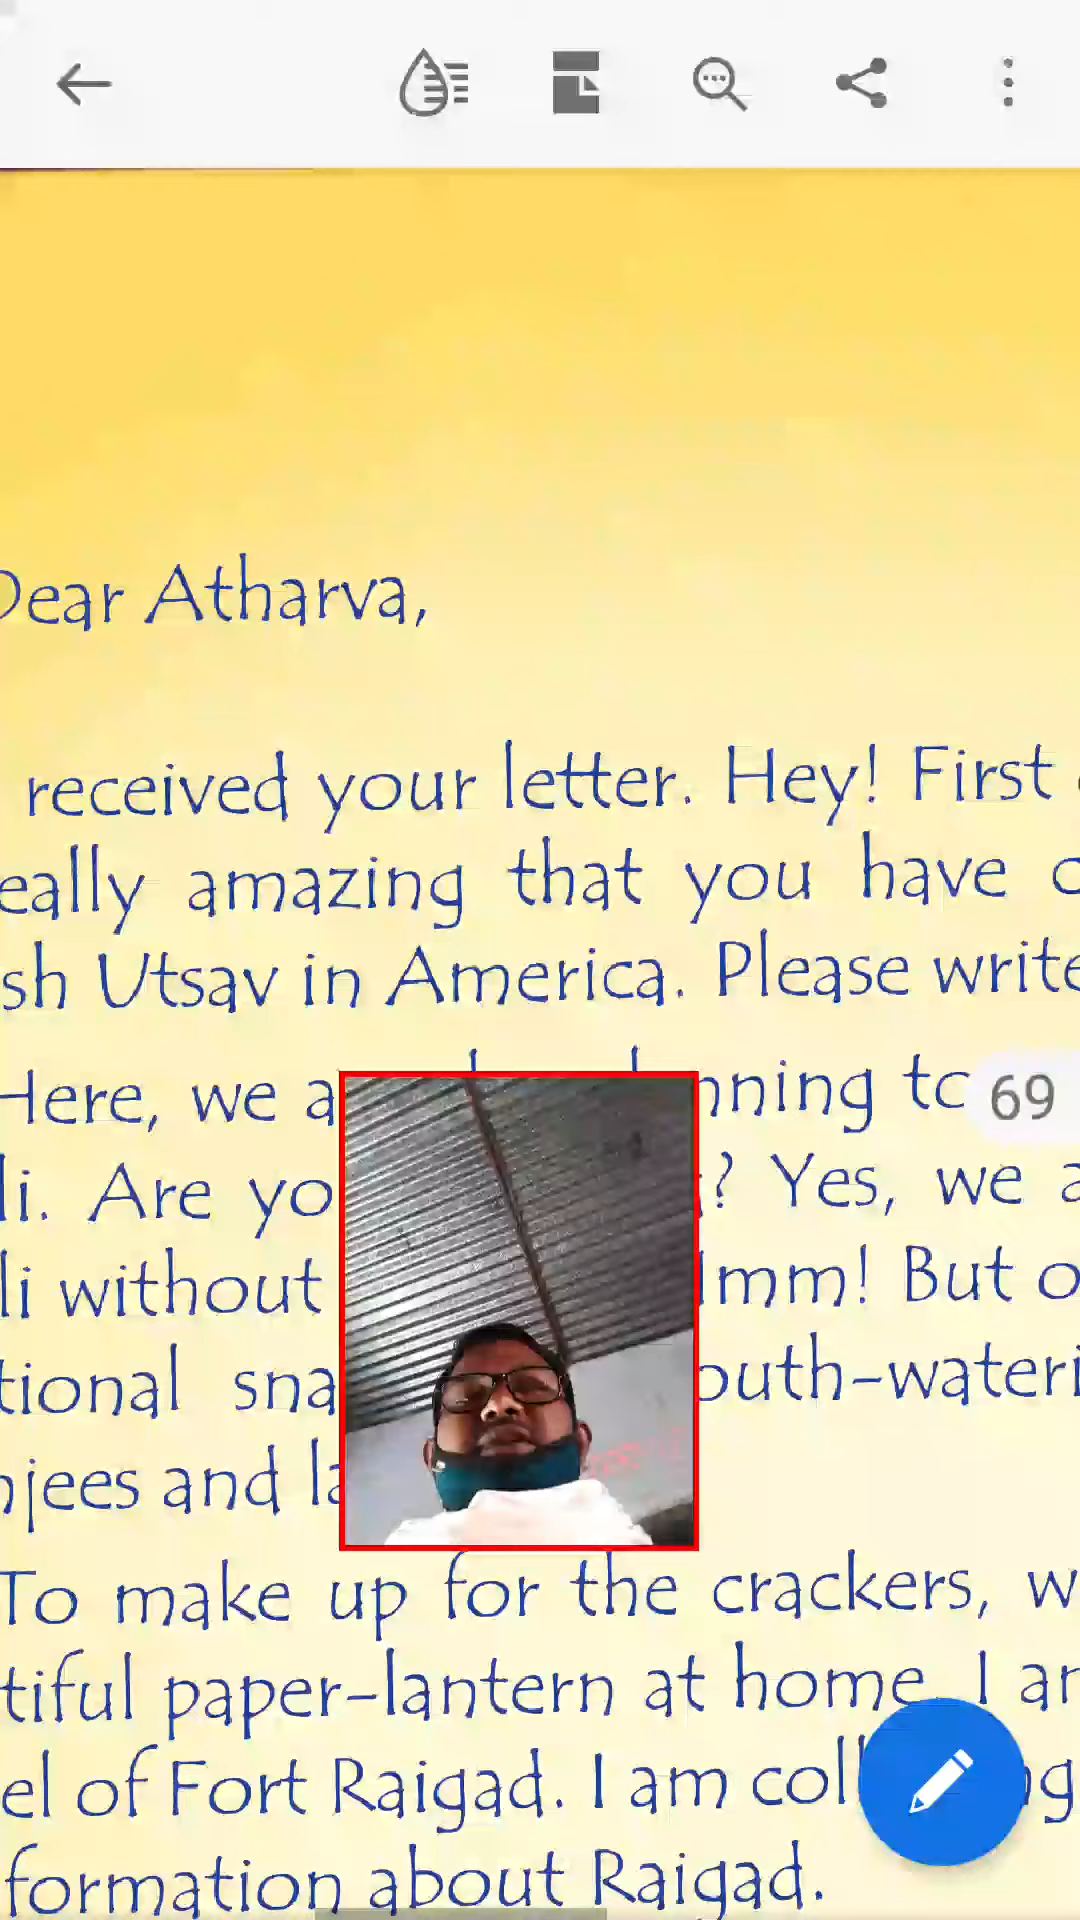 Dear Atharva,
received your letter. Hey! First
eally amazing that you have
sh Utsav in America. Please write
Here, we a nning to 69
li. Are yo ? Yes, we a
li without mm! But o
tional sna outh-wateri
njees and la
To make up for the crackers, w
tiful paper-lantern at home. I am
el of Fort Raigad. I am coll g
formation about Raigad.